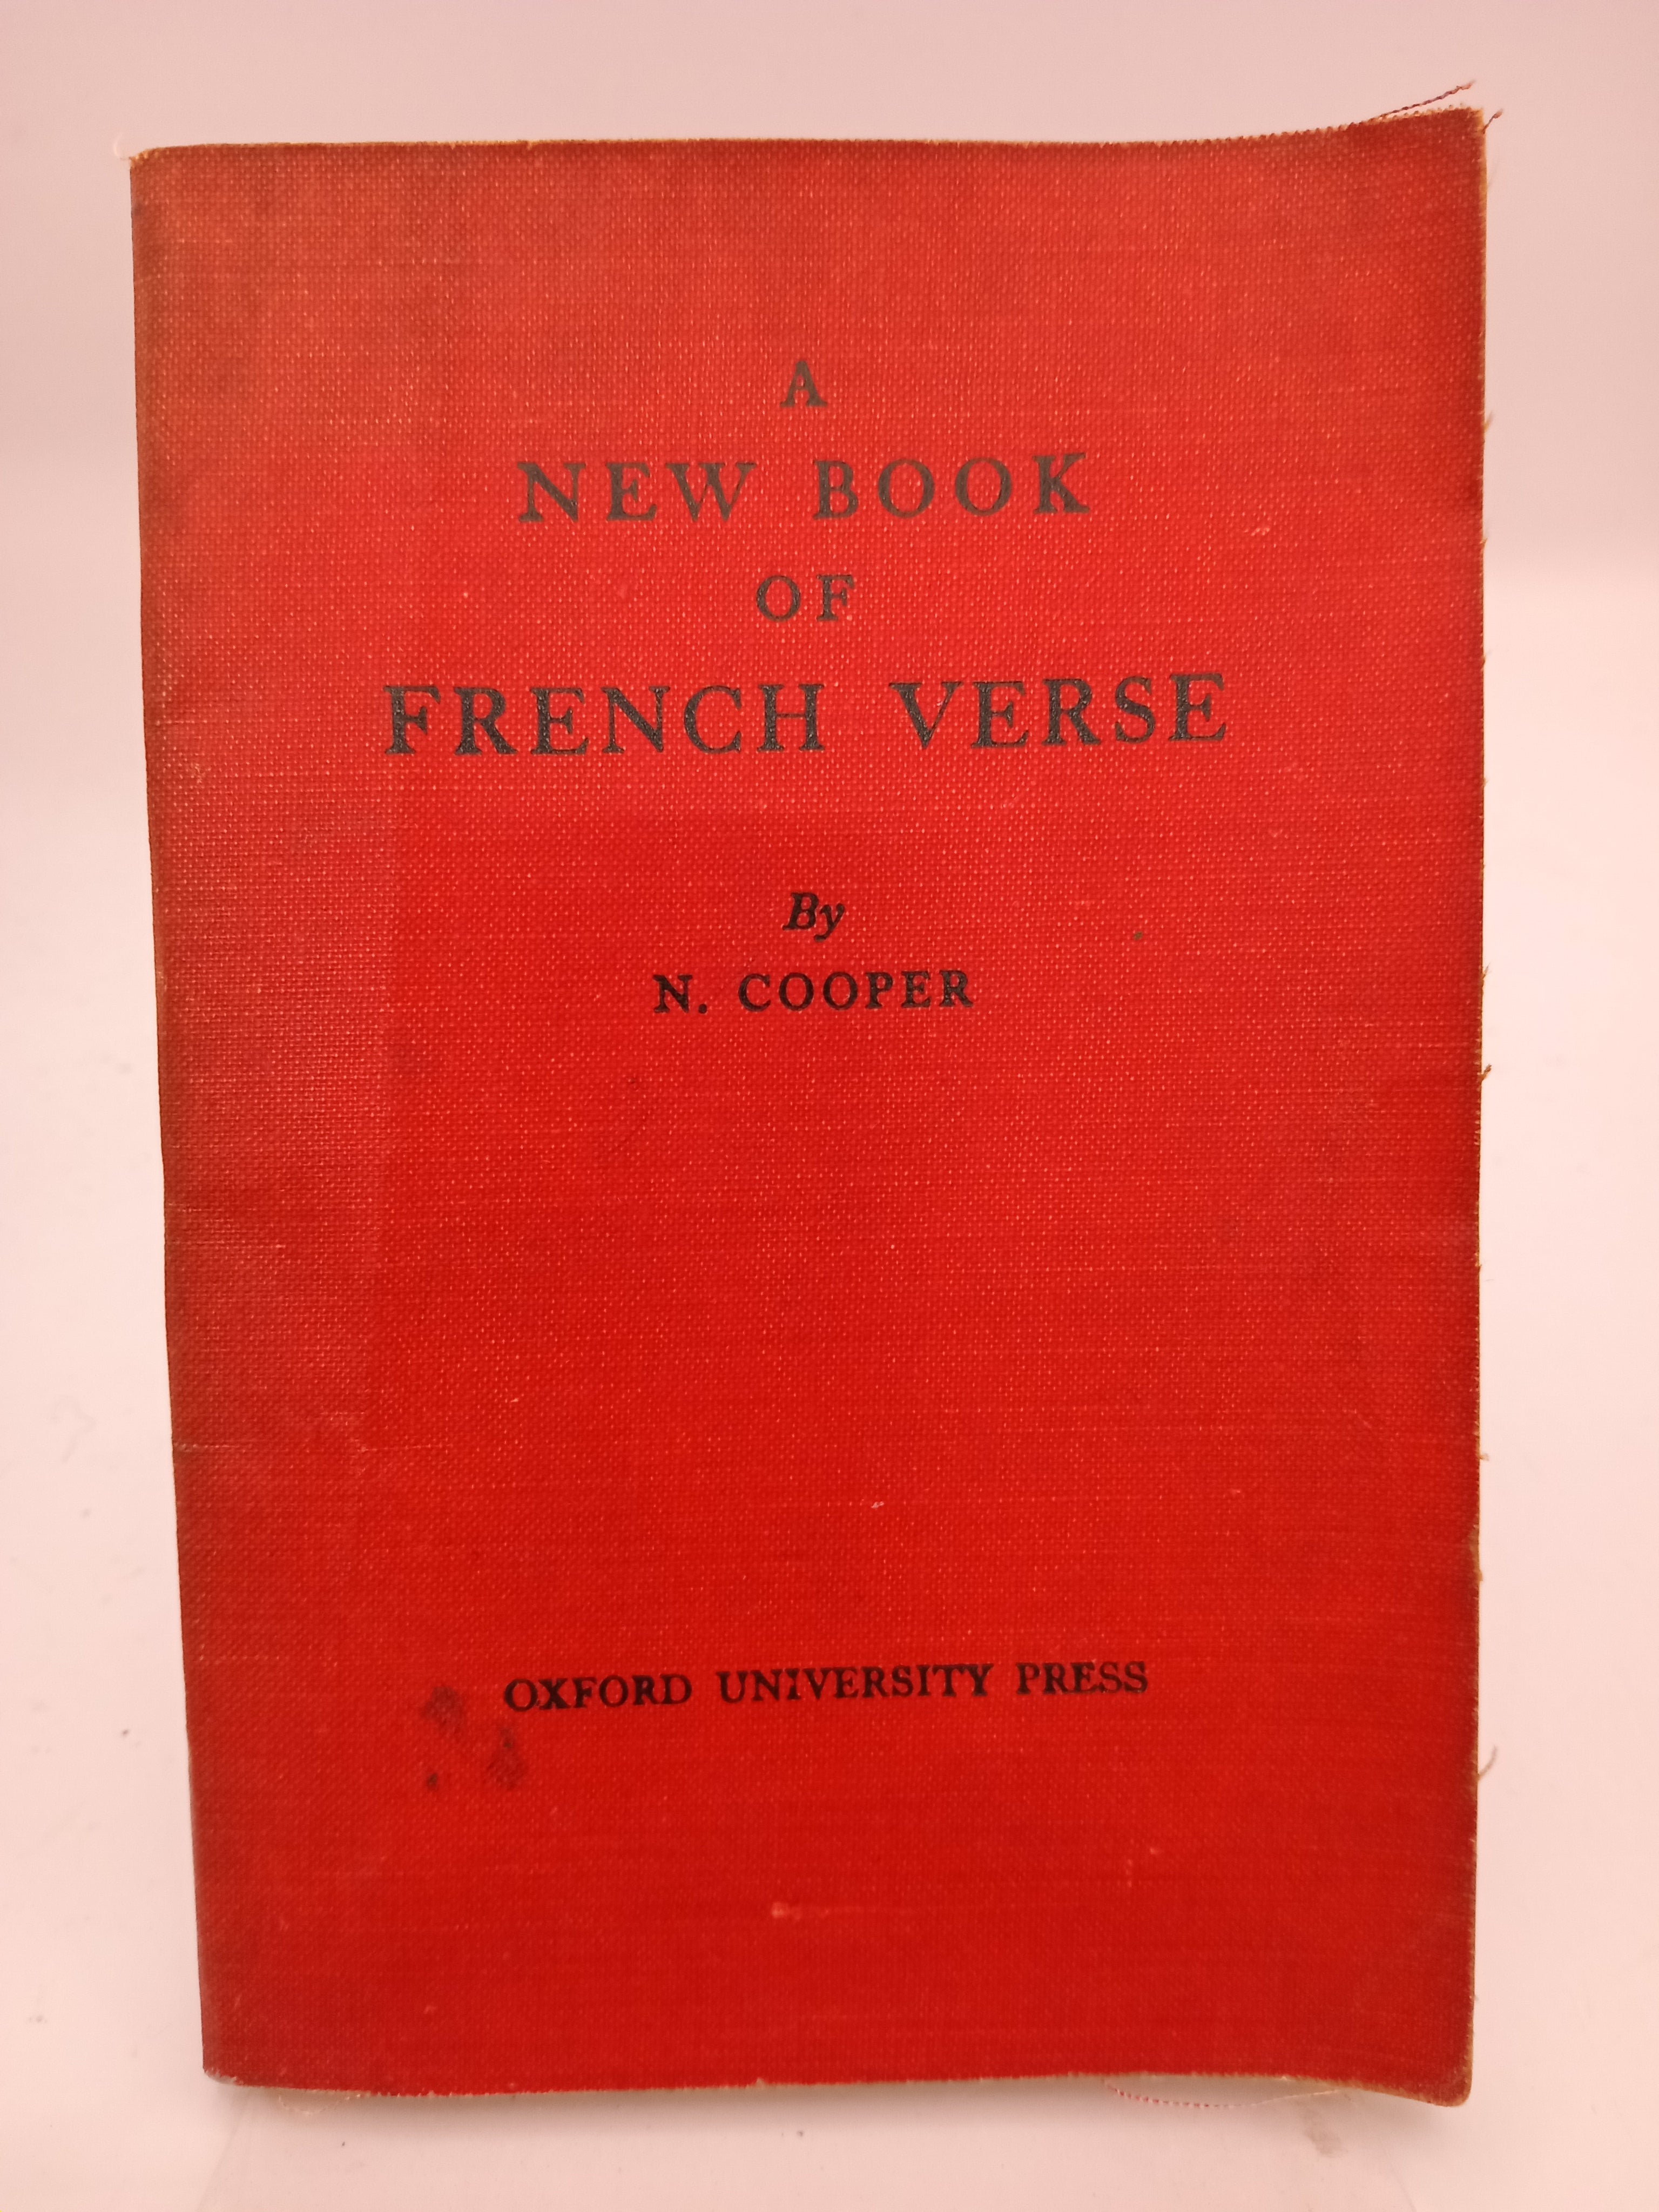 A
NEW BOOK
OF
FRENCH VERSE
By
N. COOPER
OXFORD UNIVERSITY PRESS